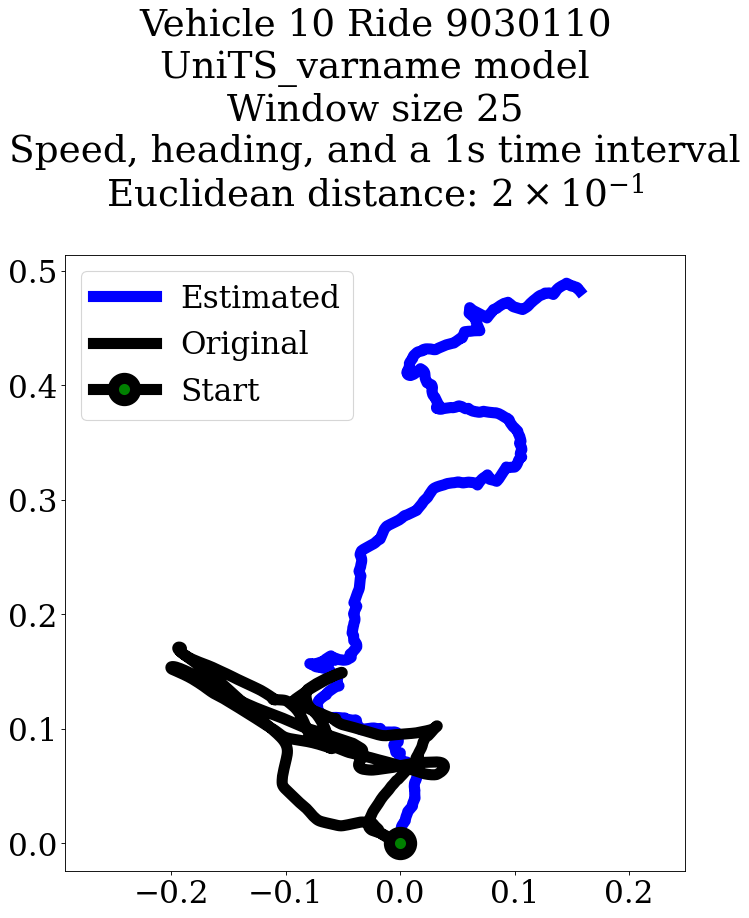 Vehicle 10 Ride 9030110
UniTS_varname model
Window size 25
Speed, heading, and a 1s time interval
Euclidean distance: 2 × 10⁻¹
Estimated
Original
Start
0.5
0.4
0.3
0.2
0.1
0.0
−0.2 −0.1 0.0 0.1 0.2